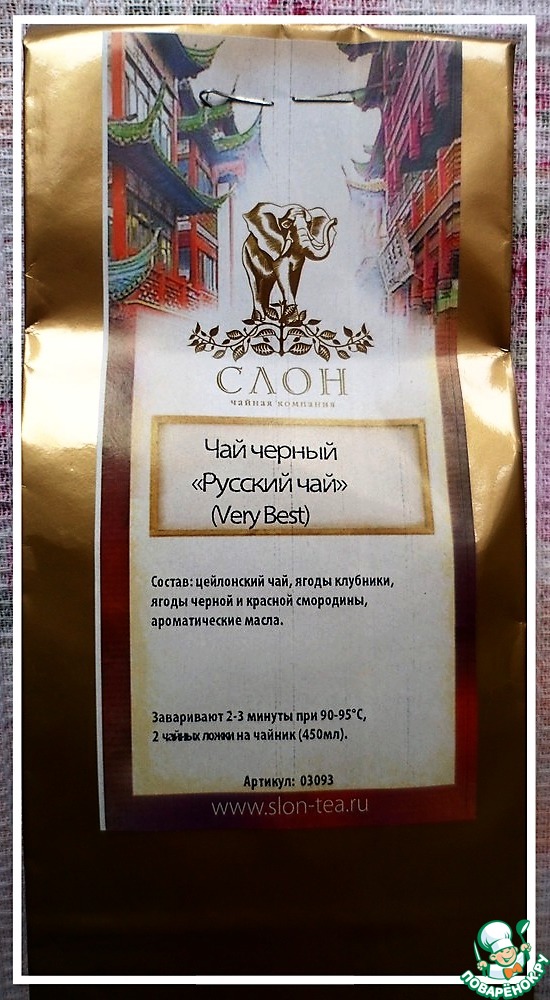 СЛОН
чайная компания
Чай черный
«Русский чай»
(Very Best)
Состав: цейлонский чай, ягоды клубники,
ягоды черной и красной смородины,
ароматические масла.
Заваривают 2-3 минуты при 90-95°С,
2 чайных ложки на чайник (450мл).
Артикул: 03093
www.slon-tea.ru
ПОВАРЁНОК.РУ